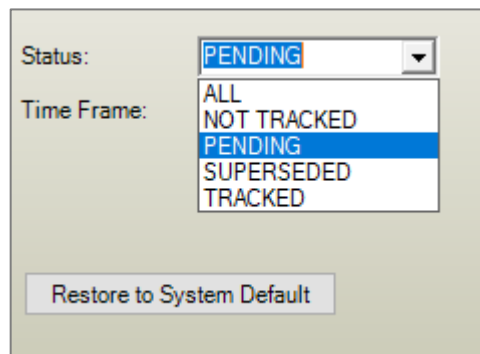 Status: PENDING
ALL
Time Frame: NOT TRACKED
PENDING
SUPERSEDED
TRACKED
Restore to System Default